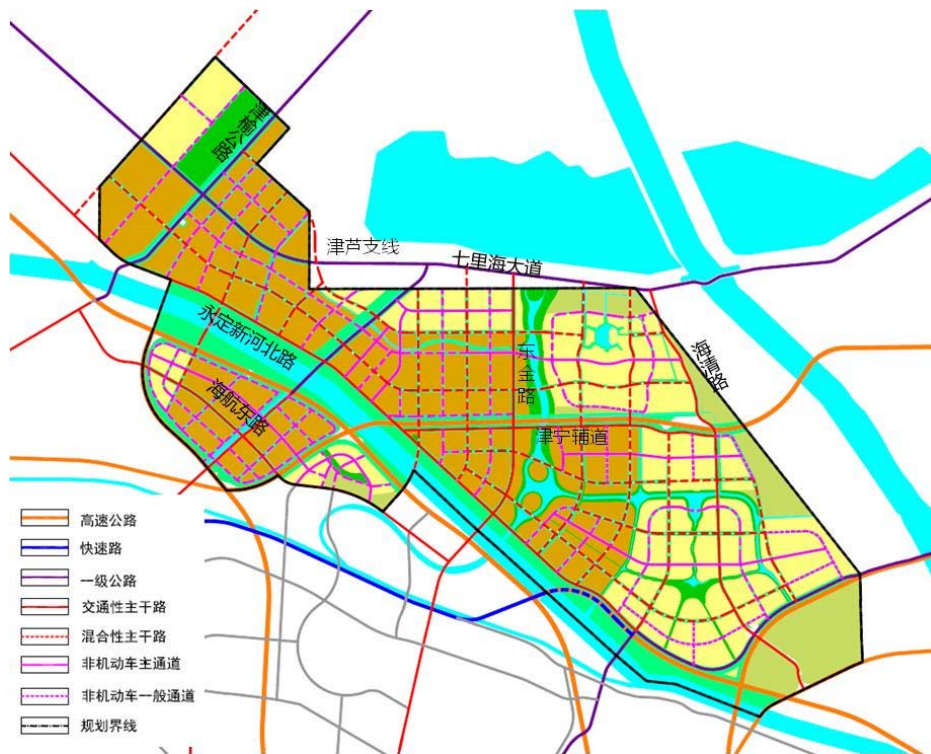 津榆公路
津芦支线
七里海大道
永定新河北路
东金路
海清路
海航东路
津宁辅道
高速公路
快速路
一级公路
交通性主干路
混合性主干路
非机动车主通道
非机动车一般通道
规划界线